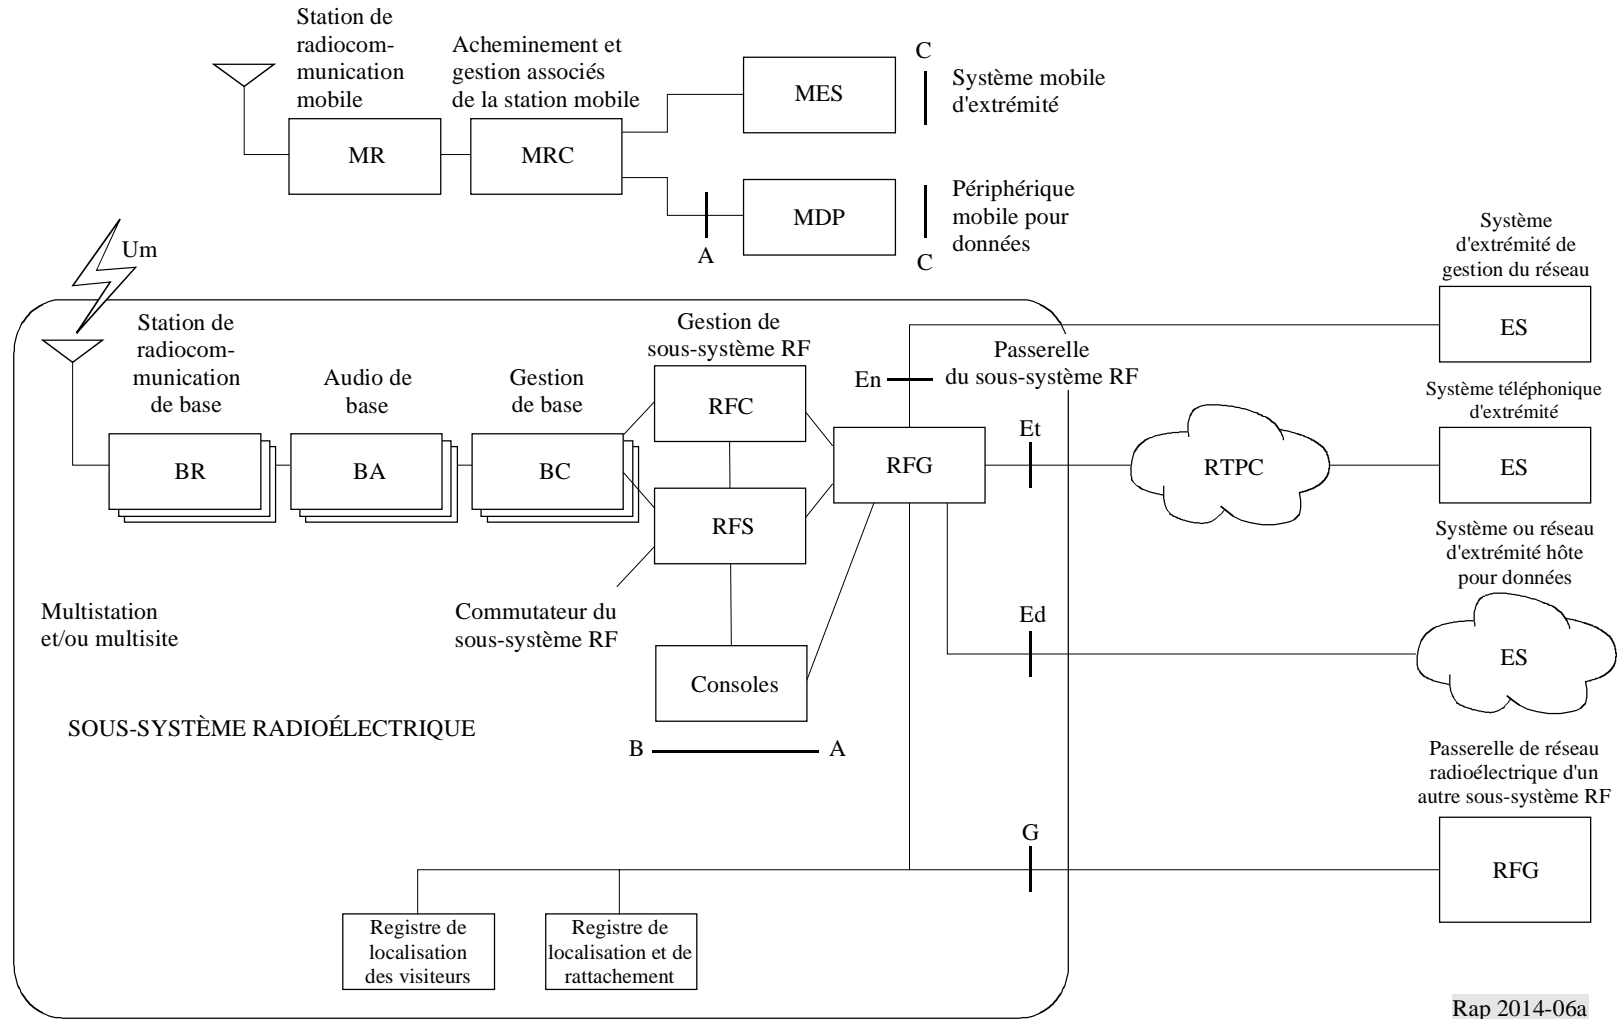 Station de
radiocom-
munication
mobile
Acheminement et
gestion associés
de la station mobile
MR
MRC
MES
C
Système mobile
d'extrémité
MDP
A
Périphérique
mobile pour
données
C
Um
Station de
radiocom-
munication
de base
Audio de
base
Gestion
de base
Gestion de
sous-système RF
BR
BA
BC
RFC
RFS
RFG
En
Passerelle
du sous-système RF
Et
RTPC
Système
d'extrémité de
gestion du réseau
ES
Système téléphonique
d'extrémité
ES
Système ou réseau
d'extrémité hôte
pour données
Ed
ES
Multistation
et/ou multisite
Commutateur du
sous-système RF
Consoles
SOUS-SYSTÈME RADIOÉLECTRIQUE
B
A
Passerelle de réseau
radioélectrique d'un
autre sous-système RF
G
RFG
Registre de
localisation
des visiteurs
Registre de
localisation et de
rattachement
Rap 2014-06a